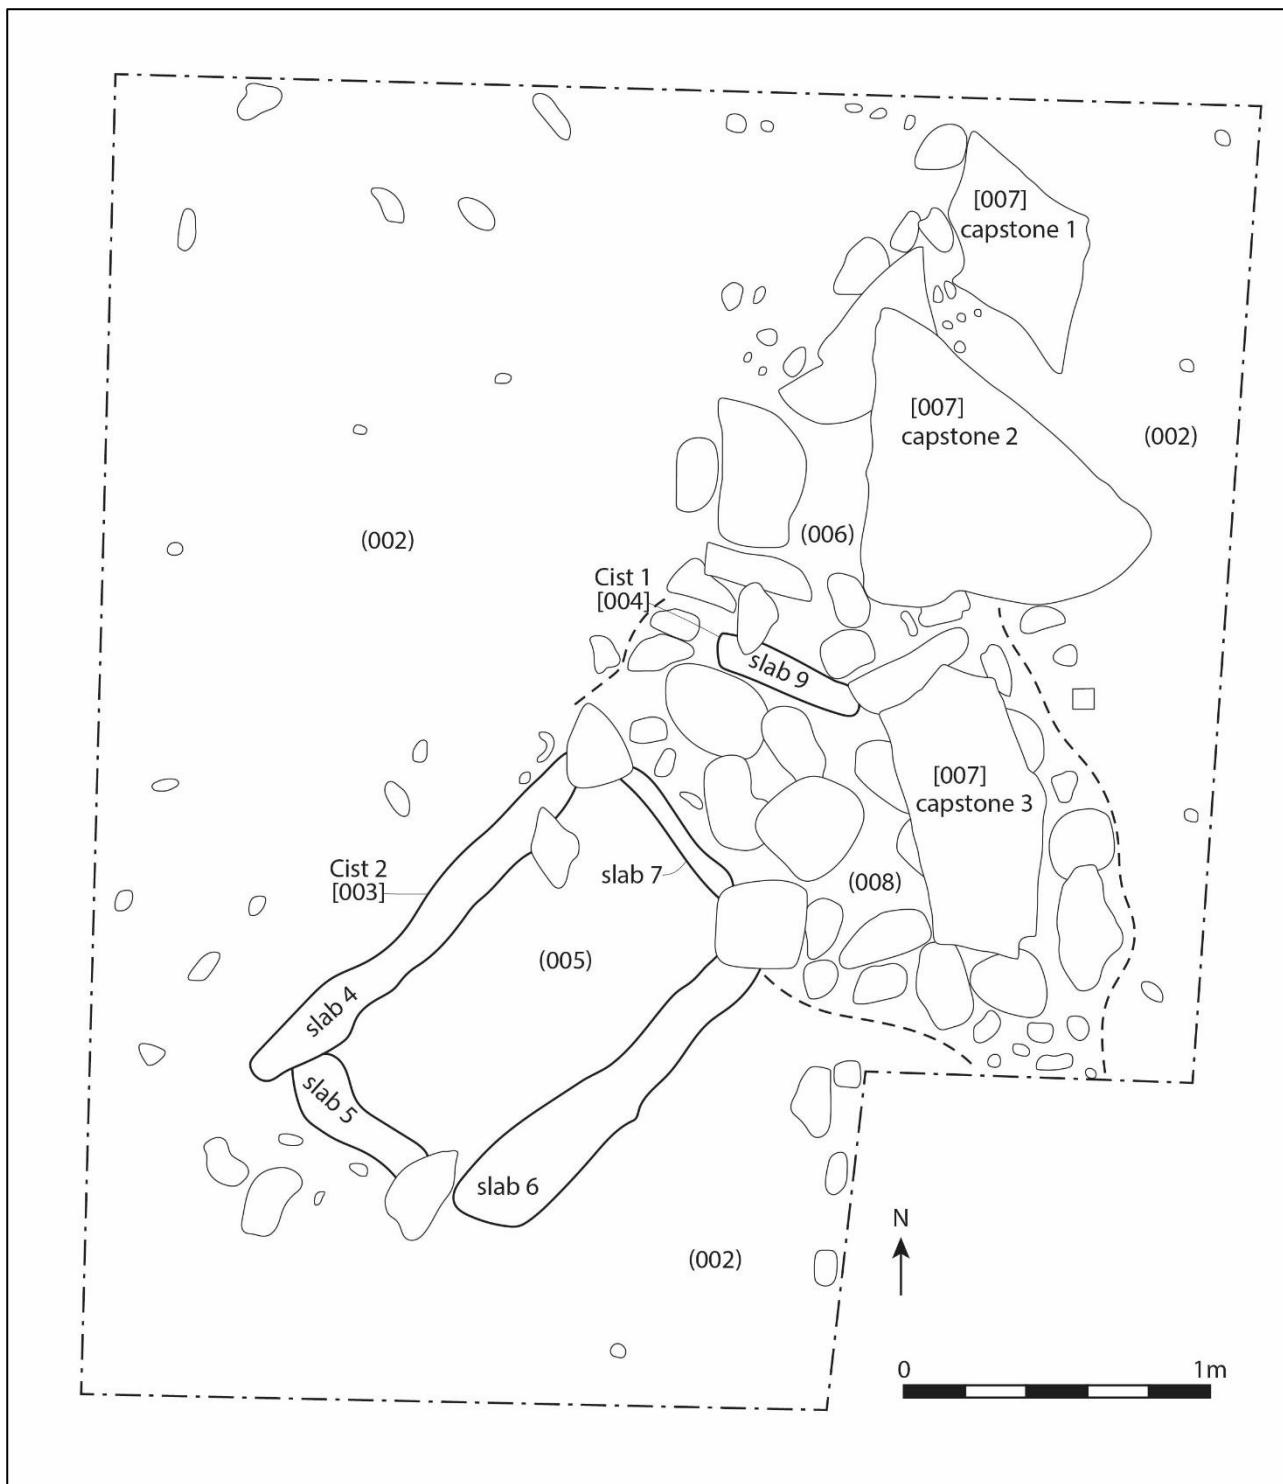 [007]
capstone 1
[007]
capstone 2
(002)
(006)
(002)
Cist 1
[004]
slab 9
[007]
capstone 3
Cist 2
[003]
slab 7
(008)
(005)
slab 4
slab 5
slab 6
N
(002)
0 1m